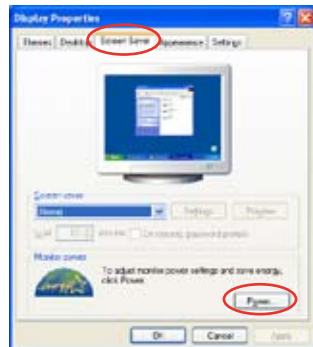 Display Properties
Themes Desktop Screen Saver Appearance Settings
Screen saver
(None) Settings Preview
Wait minutes On resume, password protect
Monitor power
To adjust monitor power settings and save energy,
click Power.
Power...
OK Cancel Apply